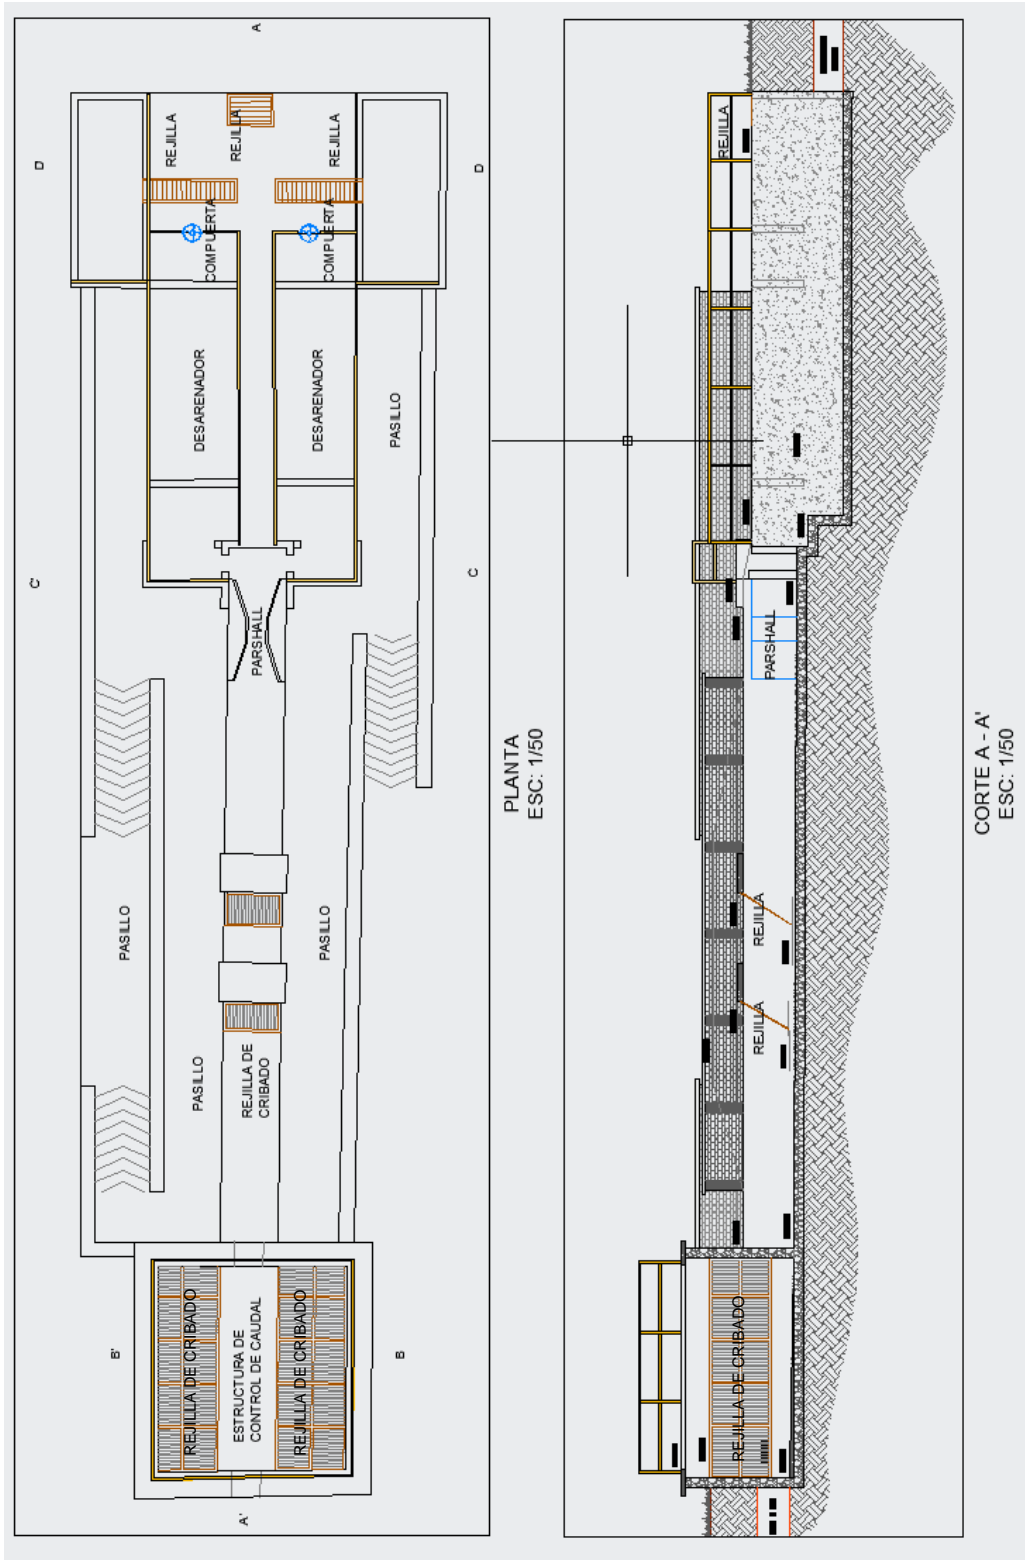 A
D'
D
REJILLA
REJILLA
REJILLA
COMPUERTA
COMPUERTA
DESARENADOR
DESARENADOR
PASILLO
C'
C
PARSHALL
PASILLO
PASILLO
PASILLO
REJILLA DE
CRIBADO
B'
B
REJILLA DE CRIBADO
ESTRUCTURA DE
CONTROL DE CAUDAL
REJILLA DE CRIBADO
A'
PLANTA
ESC: 1/50
REJILLA
PARSHALL
REJILLA
REJILLA
REJILLA DE CRIBADO
CORTE A - A'
ESC: 1/50